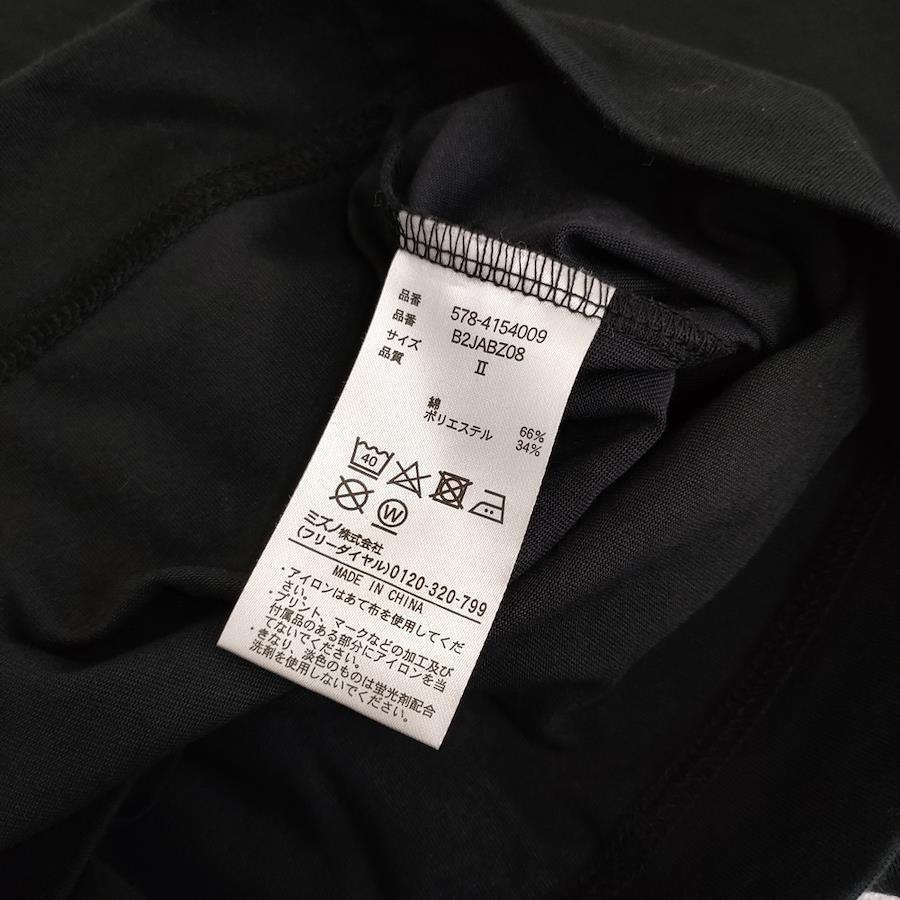 品番 578-4154009
品番 B2JABZ08
サイズ II
品質
綿 66%
ポリエステル 34%
40
W
ミズノ株式会社
(フリーダイヤル)0120-320-799
MADE IN CHINA
・アイロンはあて布を使用してくだ
さい。
・プリント、マークなどの加工及び
付属品のある部分にアイロンを当
てないでください。
・きなり、淡色のものは蛍光剤配合
洗剤を使用しないでください。